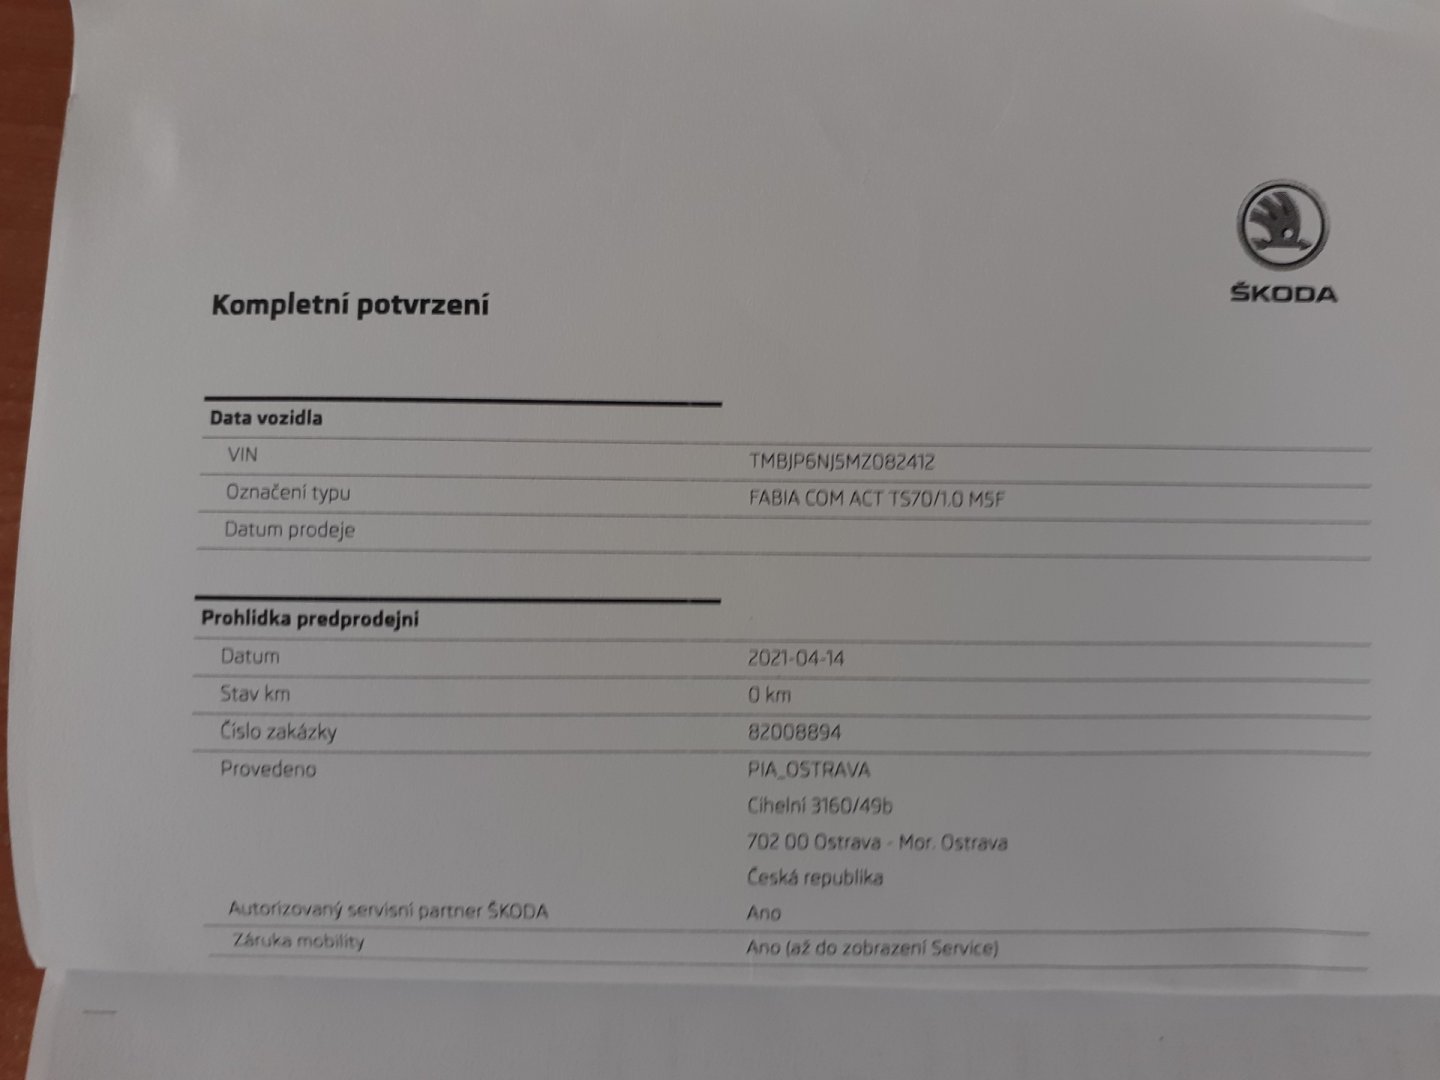 ŠKODA
Kompletní potvrzení
Data vozidla
VIN TMBJP6NJ5MZ082412
Označení typu FABIA COM ACT TS70/1.0 M5F
Datum prodeje
Prohlídka předprodejní
Datum 2021-04-14
Stav km 0 km
Číslo zakázky 82008894
Provedeno PIA_OSTRAVA
Cihelní 3160/49b
702 00 Ostrava - Mor. Ostrava
Česká republika
Autorizovaný servisní partner ŠKODA Ano
Záruka mobility Ano (až do zobrazení Service)